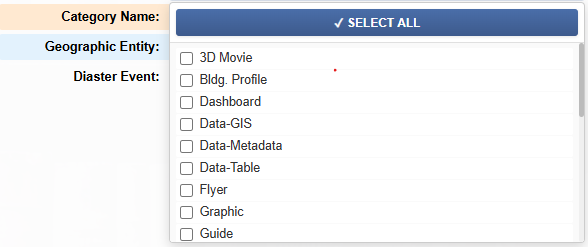 Category Name:
✓ SELECT ALL
Geographic Entity:
Diaster Event:
3D Movie
Bldg. Profile
Dashboard
Data-GIS
Data-Metadata
Data-Table
Flyer
Graphic
Guide